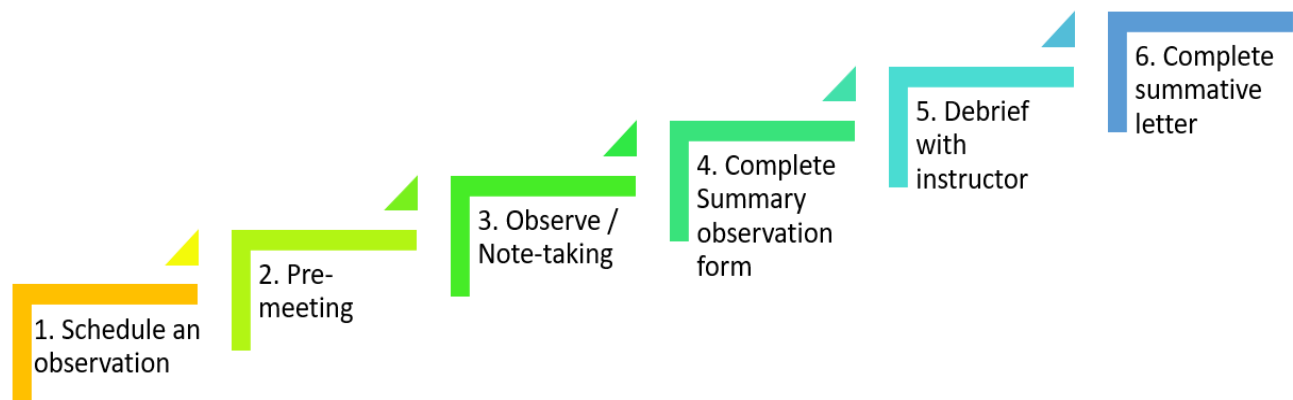 1. Schedule an
observation
2. Pre-
meeting
3. Observe /
Note-taking
4. Complete
Summary
observation
form
5. Debrief
with
instructor
6. Complete
summative
letter